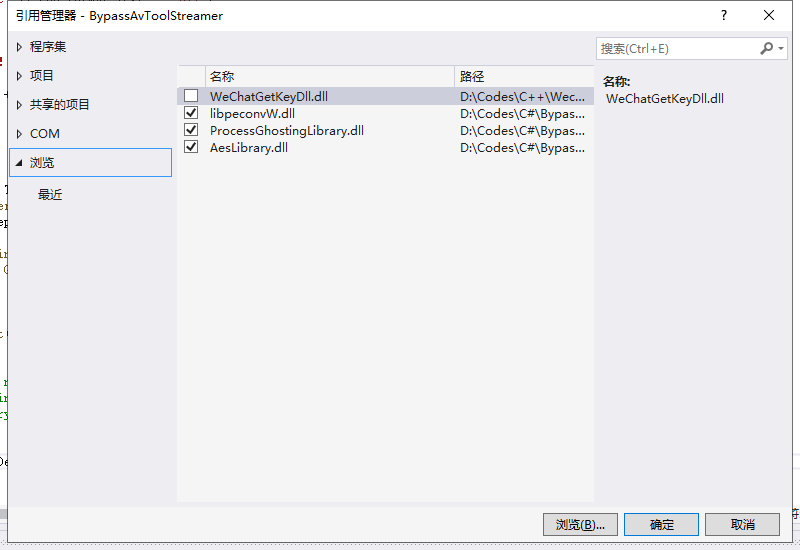 引用管理器 - BypassAvToolStreamer
?
程序集
项目
共享的项目
COM
浏览
最近
名称 路径
WeChatGetKeyDll.dll D:\Codes\C++\Wec...
libpeconvW.dll D:\Codes\C#\Bypas...
ProcessGhostingLibrary.dll D:\Codes\C#\Bypas...
AesLibrary.dll D:\Codes\C#\Bypas...
搜索(Ctrl+E)
名称:
WeChatGetKeyDll.dll
浏览(B)... 确定 取消